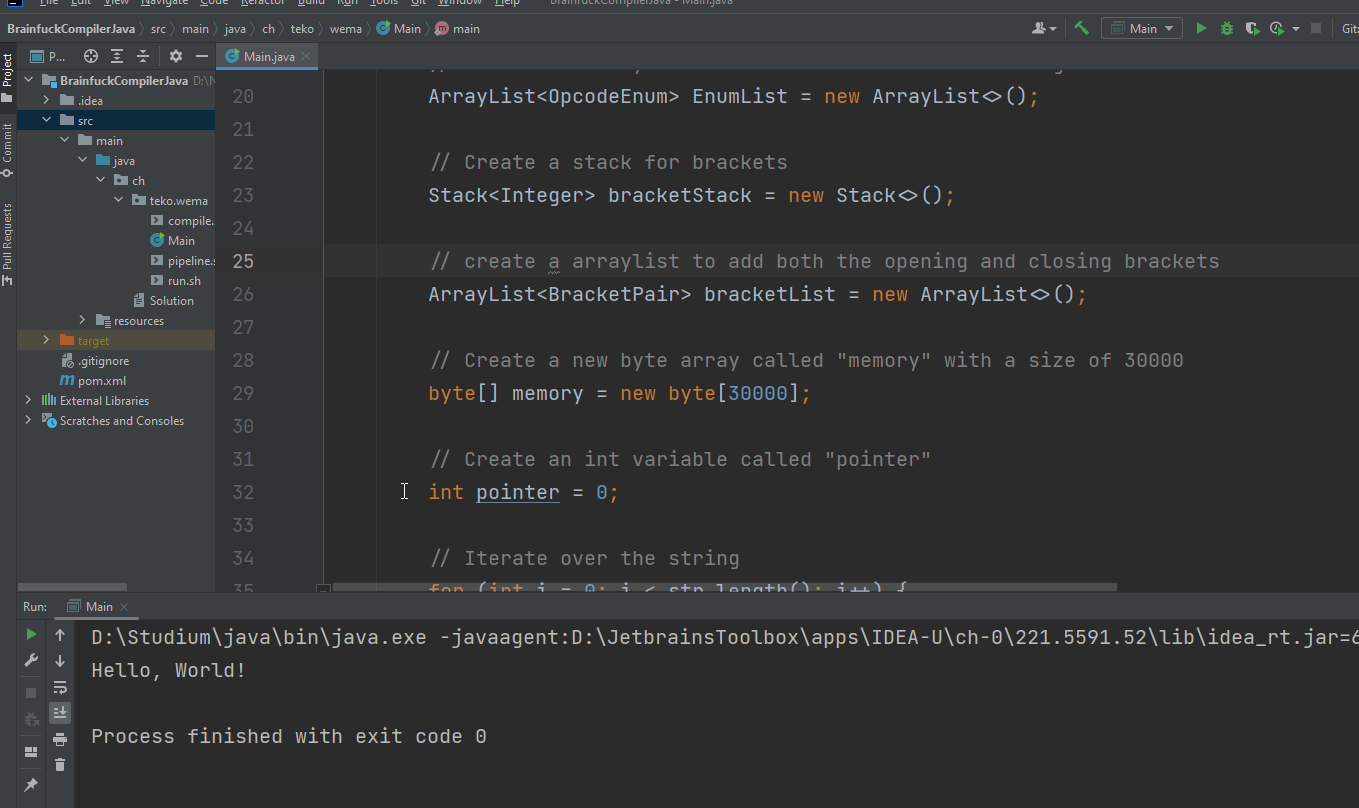 File Edit View Navigate Code Refactor Build Run Tools Git Window Help BrainfuckCompilerJava - Main.java
BrainfuckCompilerJava src main java ch teko wema Main main Main Git:
P... Main.java
Project
Commit
Pull Requests
BrainfuckCompilerJava D:\N
.idea
src
main
java
ch
teko.wema
compile.
Main
pipeline.s
run.sh
Solution
resources
target
.gitignore
pom.xml
External Libraries
Scratches and Consoles
20 ArrayList<OpcodeEnum> EnumList = new ArrayList<>();
21
22 // Create a stack for brackets
23 Stack<Integer> bracketStack = new Stack<>();
24
25 // create a arraylist to add both the opening and closing brackets
26 ArrayList<BracketPair> bracketList = new ArrayList<>();
27
28 // Create a new byte array called "memory" with a size of 30000
29 byte[] memory = new byte[30000];
30
31 // Create an int variable called "pointer"
32 int pointer = 0;
33
34 // Iterate over the string
35 for (int i = 0; i < str.length(); i++) {
Run: Main
D:\Studium\java\bin\java.exe -javaagent:D:\JetbrainsToolbox\apps\IDEA-U\ch-0\221.5591.52\lib\idea_rt.jar=6
Hello, World!
Process finished with exit code 0